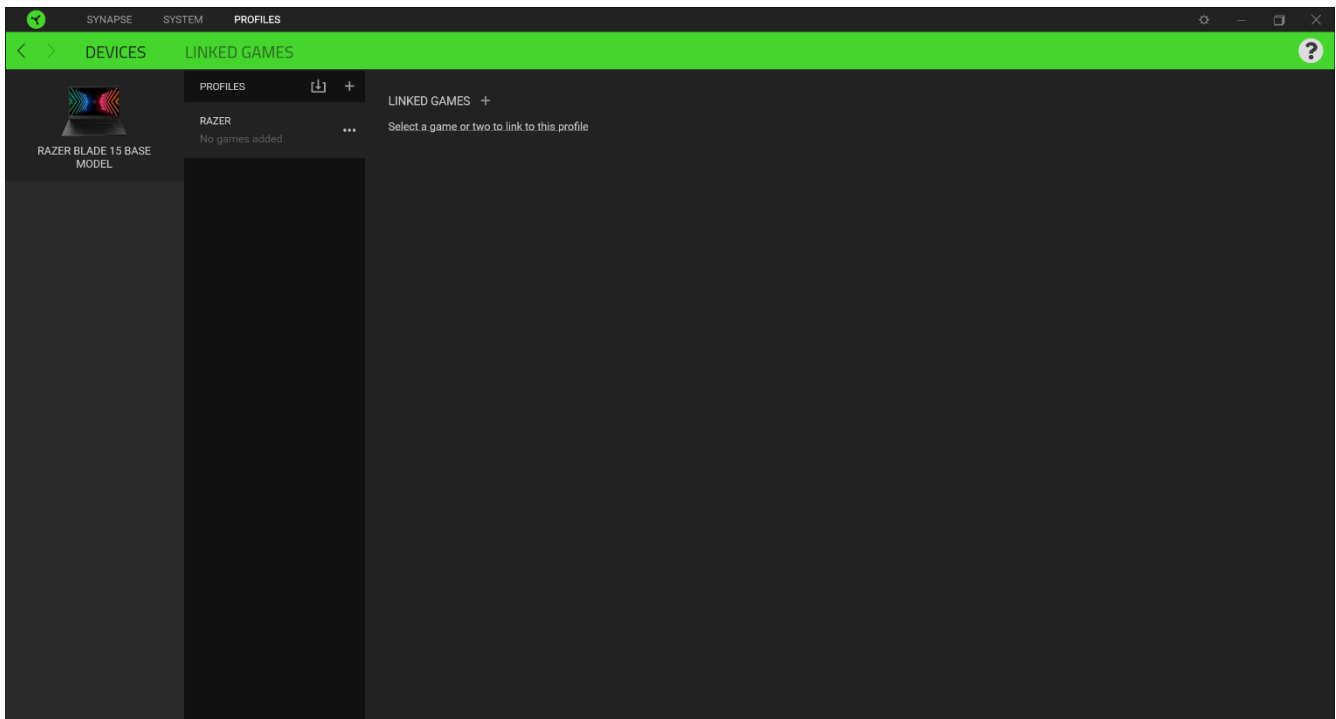 SYNAPSE SYSTEM PROFILES
DEVICES LINKED GAMES ?
RAZER BLADE 15 BASE
MODEL
PROFILES
RAZER
No games added
LINKED GAMES +
Select a game or two to link to this profile